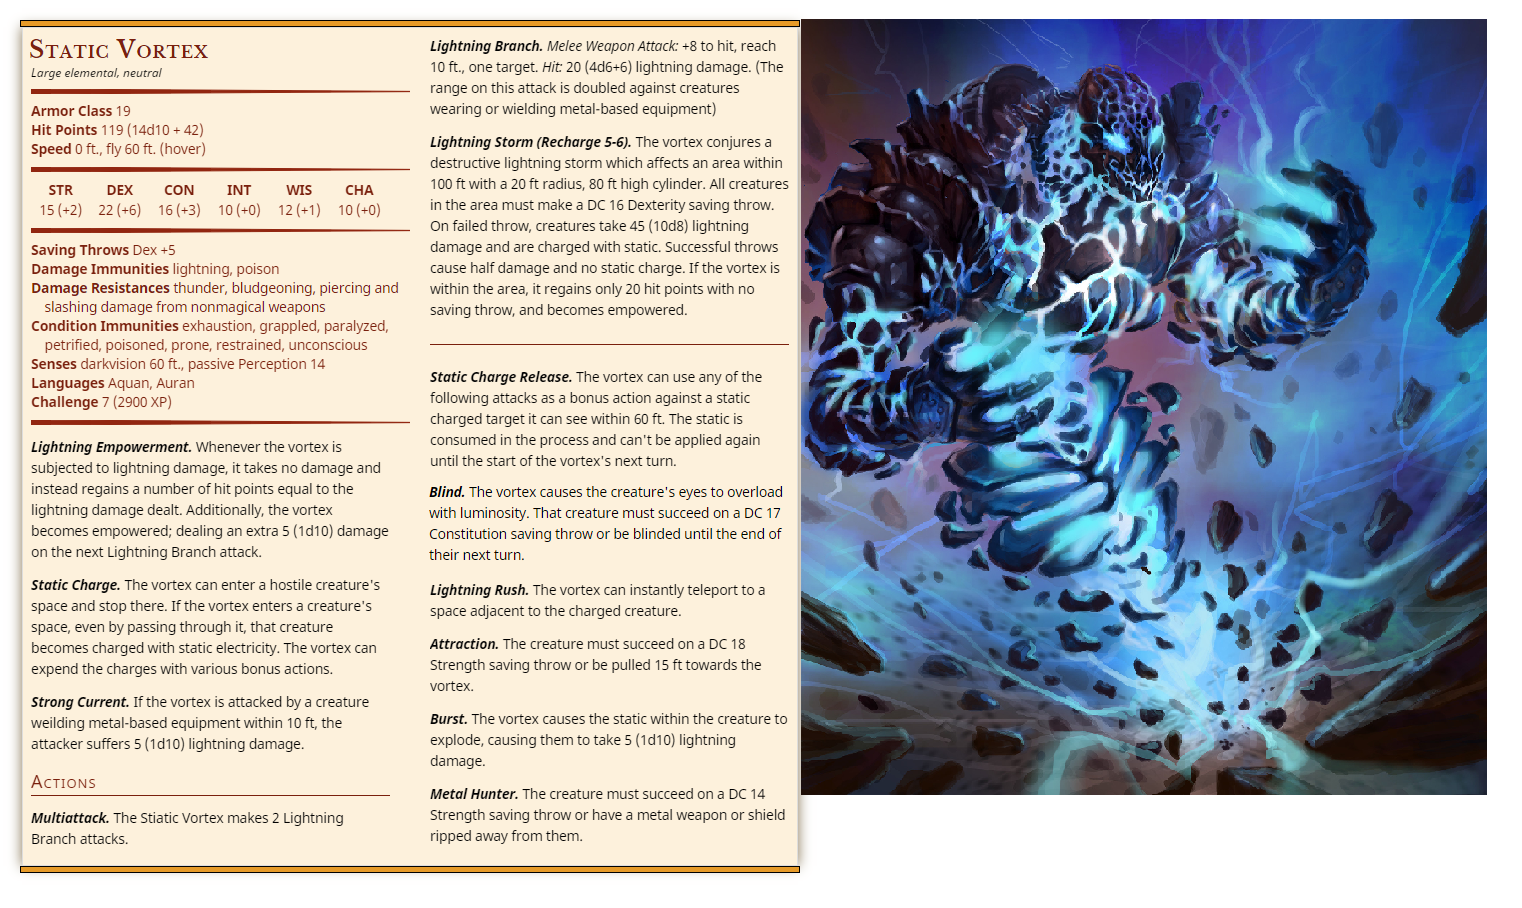 Static Vortex
Large elemental, neutral
Armor Class 19
Hit Points 119 (14d10 + 42)
Speed 0 ft., fly 60 ft. (hover)
STR DEX CON INT WIS CHA
15 (+2) 22 (+6) 16 (+3) 10 (+0) 12 (+1) 10 (+0)
Saving Throws Dex +5
Damage Immunities lightning, poison
Damage Resistances thunder, bludgeoning, piercing and
slashing damage from nonmagical weapons
Condition Immunities exhaustion, grappled, paralyzed,
petrified, poisoned, prone, restrained, unconscious
Senses darkvision 60 ft., passive Perception 14
Languages Aquan, Auran
Challenge 7 (2900 XP)
Lightning Empowerment. Whenever the vortex is
subjected to lightning damage, it takes no damage and
instead regains a number of hit points equal to the
lightning damage dealt. Additionally, the vortex
becomes empowered; dealing an extra 5 (1d10) damage
on the next Lightning Branch attack.
Static Charge. The vortex can enter a hostile creature's
space and stop there. If the vortex enters a creature's
space, even by passing through it, that creature
becomes charged with static electricity. The vortex can
expend the charges with various bonus actions.
Strong Current. If the vortex is attacked by a creature
weilding metal-based equipment within 10 ft, the
attacker suffers 5 (1d10) lightning damage.
Actions
Multiattack. The Stiatic Vortex makes 2 Lightning
Branch attacks.
Lightning Branch. Melee Weapon Attack: +8 to hit, reach
10 ft., one target. Hit: 20 (4d6+6) lightning damage. (The
range on this attack is doubled against creatures
wearing or wielding metal-based equipment)
Lightning Storm (Recharge 5-6). The vortex conjures a
destructive lightning storm which affects an area within
100 ft with a 20 ft radius, 80 ft high cylinder. All creatures
in the area must make a DC 16 Dexterity saving throw.
On failed throw, creatures take 45 (10d8) lightning
damage and are charged with static. Successful throws
cause half damage and no static charge. If the vortex is
within the area, it regains only 20 hit points with no
saving throw, and becomes empowered.
Static Charge Release. The vortex can use any of the
following attacks as a bonus action against a static
charged target it can see within 60 ft. The static is
consumed in the process and can't be applied again
until the start of the vortex's next turn.
Blind. The vortex causes the creature's eyes to overload
with luminosity. That creature must succeed on a DC 17
Constitution saving throw or be blinded until the end of
their next turn.
Lightning Rush. The vortex can instantly teleport to a
space adjacent to the charged creature.
Attraction. The creature must succeed on a DC 18
Strength saving throw or be pulled 15 ft towards the
vortex.
Burst. The vortex causes the static within the creature to
explode, causing them to take 5 (1d10) lightning
damage.
Metal Hunter. The creature must succeed on a DC 14
Strength saving throw or have a metal weapon or shield
ripped away from them.